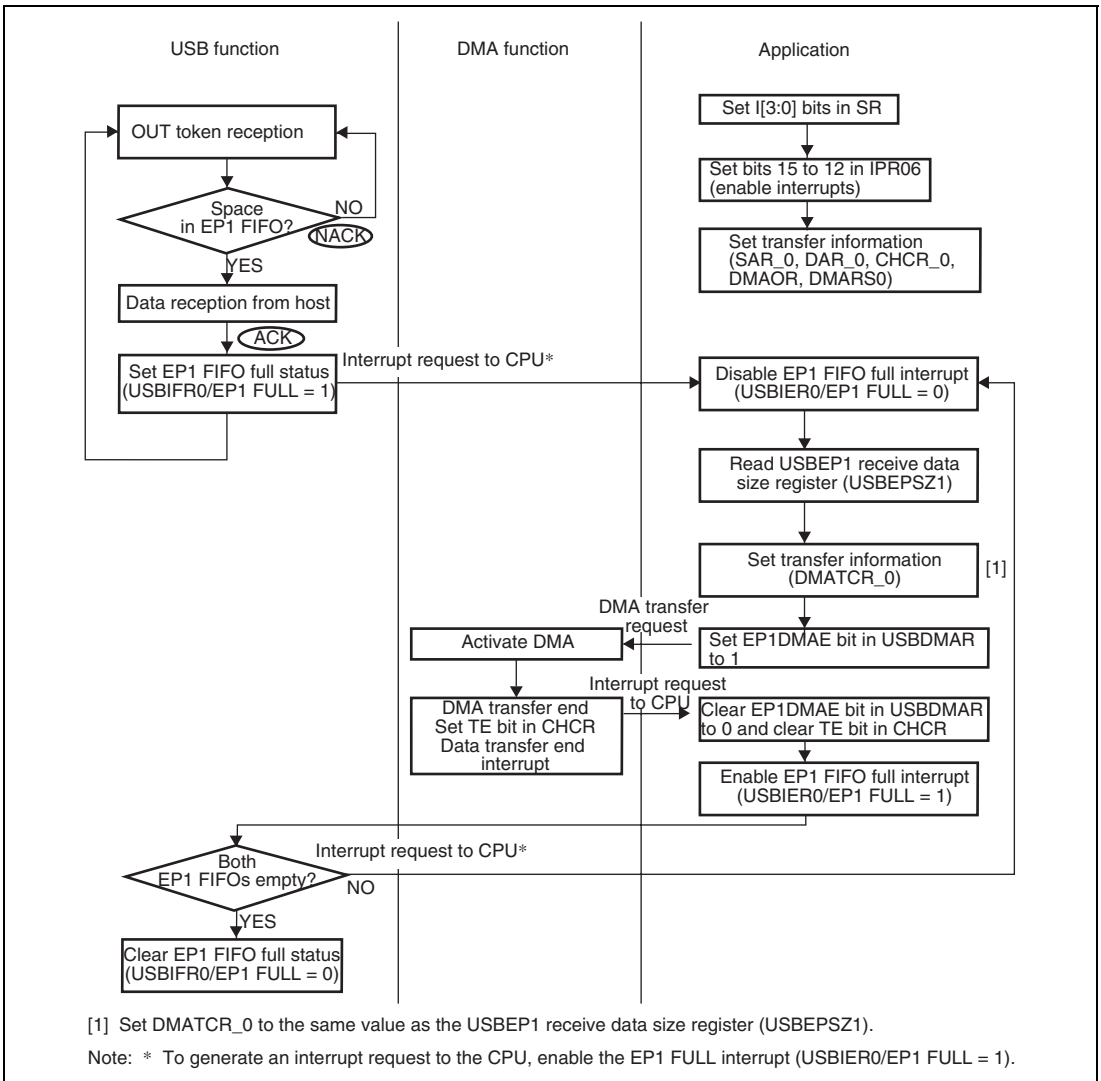 USB function
DMA function
Application
OUT token reception
Space
in EP1 FIFO?
NO
NACK
YES
Data reception from host
ACK
Set EP1 FIFO full status
(USBIFR0/EP1 FULL = 1)
Interrupt request to CPU*
Set I[3:0] bits in SR
Set bits 15 to 12 in IPR06
(enable interrupts)
Set transfer information
(SAR_0, DAR_0, CHCR_0,
DMAOR, DMARS0)
Disable EP1 FIFO full interrupt
(USBIER0/EP1 FULL = 0)
Read USBEP1 receive data
size register (USBEPSZ1)
Set transfer information
(DMATCR_0)
[1]
DMA transfer
request
Activate DMA
Set EP1DMAE bit in USBDMAR
to 1
Interrupt request
to CPU
DMA transfer end
Set TE bit in CHCR
Data transfer end
interrupt
Clear EP1DMAE bit in USBDMAR
to 0 and clear TE bit in CHCR
Enable EP1 FIFO full interrupt
(USBIER0/EP1 FULL = 1)
Both
EP1 FIFOs empty?
Interrupt request to CPU*
NO
YES
Clear EP1 FIFO full status
(USBIFR0/EP1 FULL = 0)
[1] Set DMATCR_0 to the same value as the USBEP1 receive data size register (USBEPSZ1).
Note: * To generate an interrupt request to the CPU, enable the EP1 FULL interrupt (USBIER0/EP1 FULL = 1).